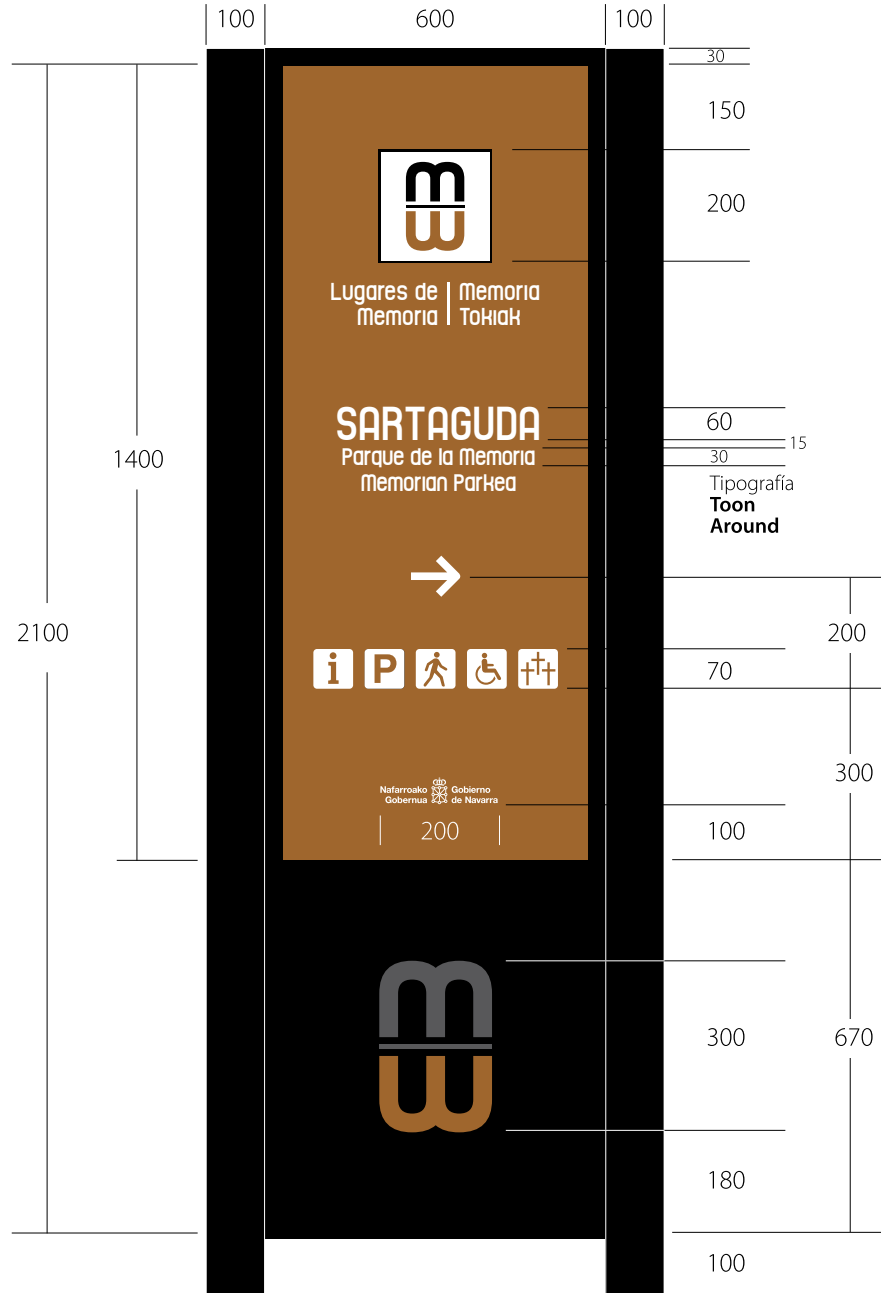 100 600 100
30
150
200
Lugares de Memoria
Memoria Tokiak
SARTAGUDA
60
15
Parque de la Memoria
30
Memorian Parkea
Tipografía
Toon
Around
1400
2100
200
i P
70
300
Nafarroako Gobernua
Gobierno de Navarra
200
100
300
670
180
100